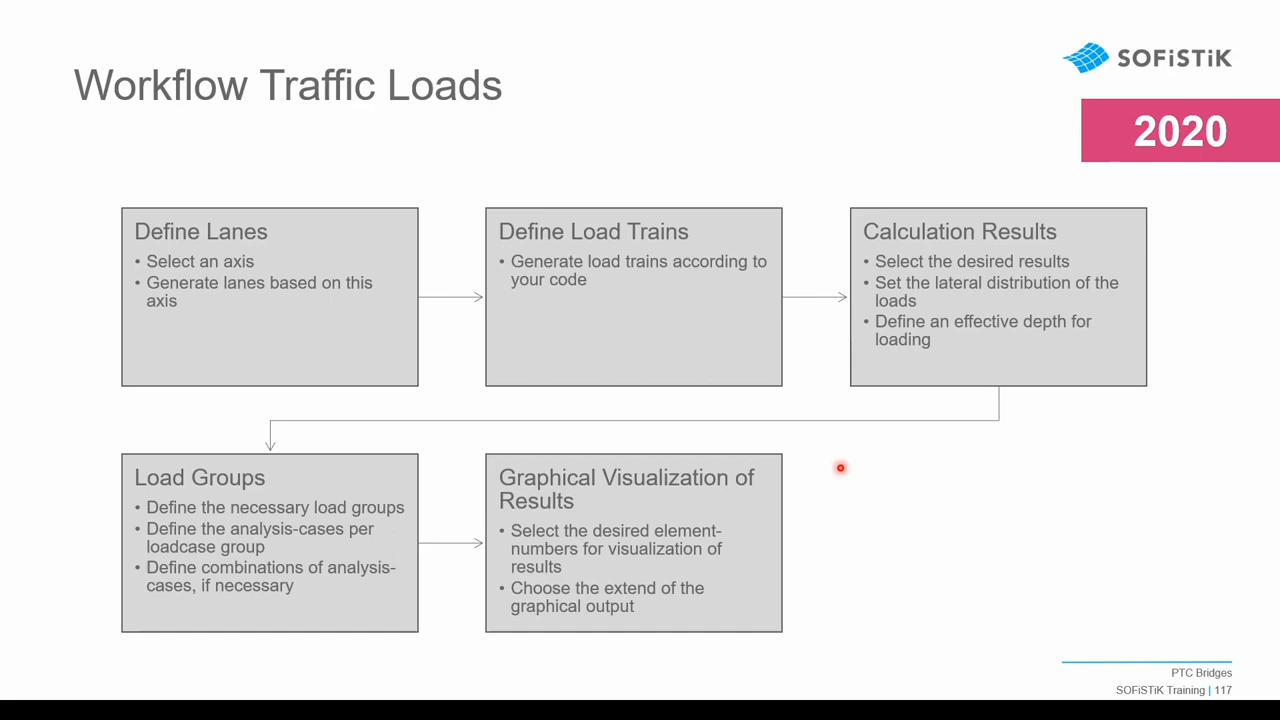 Workflow Traffic Loads
SOFiSTiK
2020
Define Lanes
• Select an axis
• Generate lanes based on this
axis
Define Load Trains
• Generate load trains according to
your code
Calculation Results
• Select the desired results
• Set the lateral distribution of the
loads
• Define an effective depth for
loading
Load Groups
• Define the necessary load groups
• Define the analysis-cases per
loadcase group
• Define combinations of analysis-
cases, if necessary
Graphical Visualization of
Results
• Select the desired element-
numbers for visualization of
results
• Choose the extend of the
graphical output
PTC Bridges
SOFiSTiK Training | 117